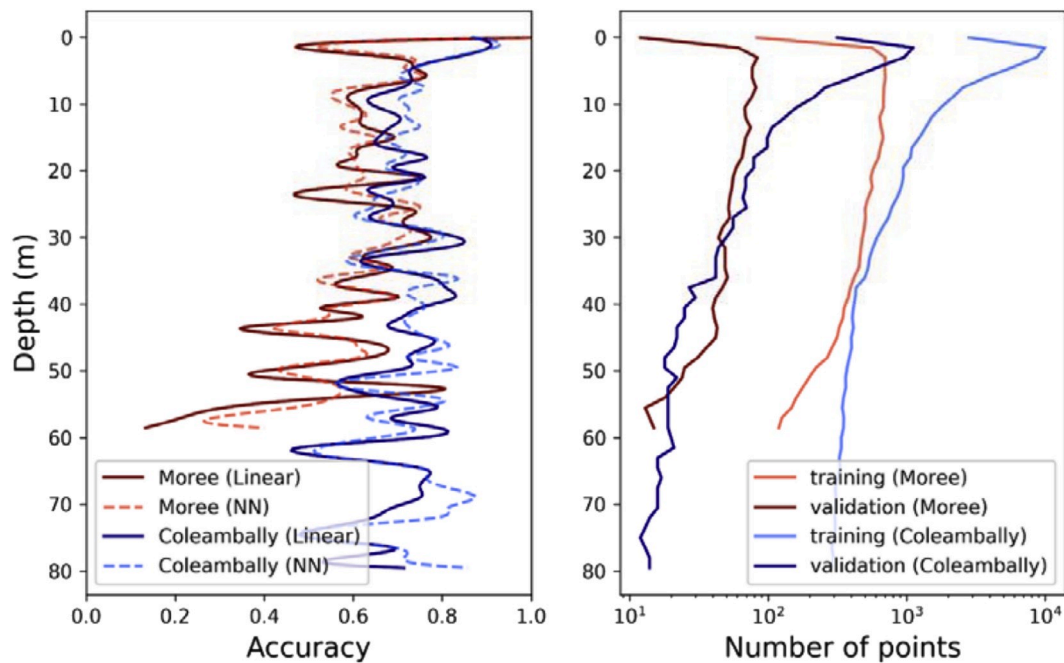 0
10
20
30
40
50
60
70
80
Depth (m)
Moree (Linear)
Moree (NN)
Coleambally (Linear)
Coleambally (NN)
0.0 0.2 0.4 0.6 0.8 1.0
Accuracy
0
10
20
30
40
50
60
70
80
training (Moree)
validation (Moree)
training (Coleambally)
validation (Coleambally)
10¹ 10² 10³ 10⁴
Number of points